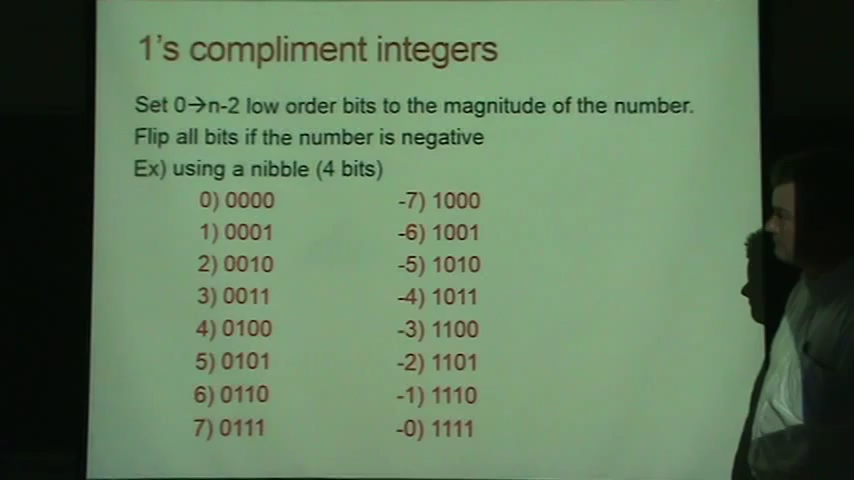 1's compliment integers
Set 0→n-2 low order bits to the magnitude of the number.
Flip all bits if the number is negative
Ex) using a nibble (4 bits)
0) 0000 -7) 1000
1) 0001 -6) 1001
2) 0010 -5) 1010
3) 0011 -4) 1011
4) 0100 -3) 1100
5) 0101 -2) 1101
6) 0110 -1) 1110
7) 0111 -0) 1111